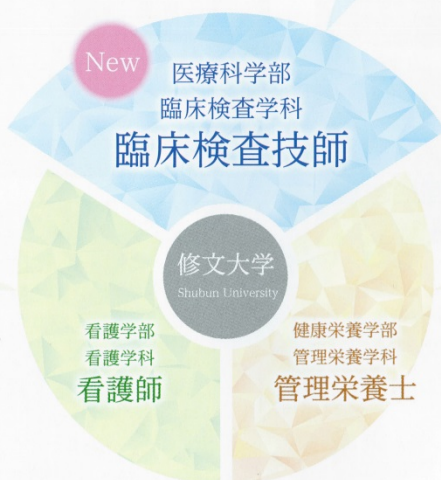 New
医療科学部
臨床検査学科
臨床検査技師
修文大学
Shubun University
看護学部
看護学科
看護師
健康栄養学部
管理栄養学科
管理栄養士